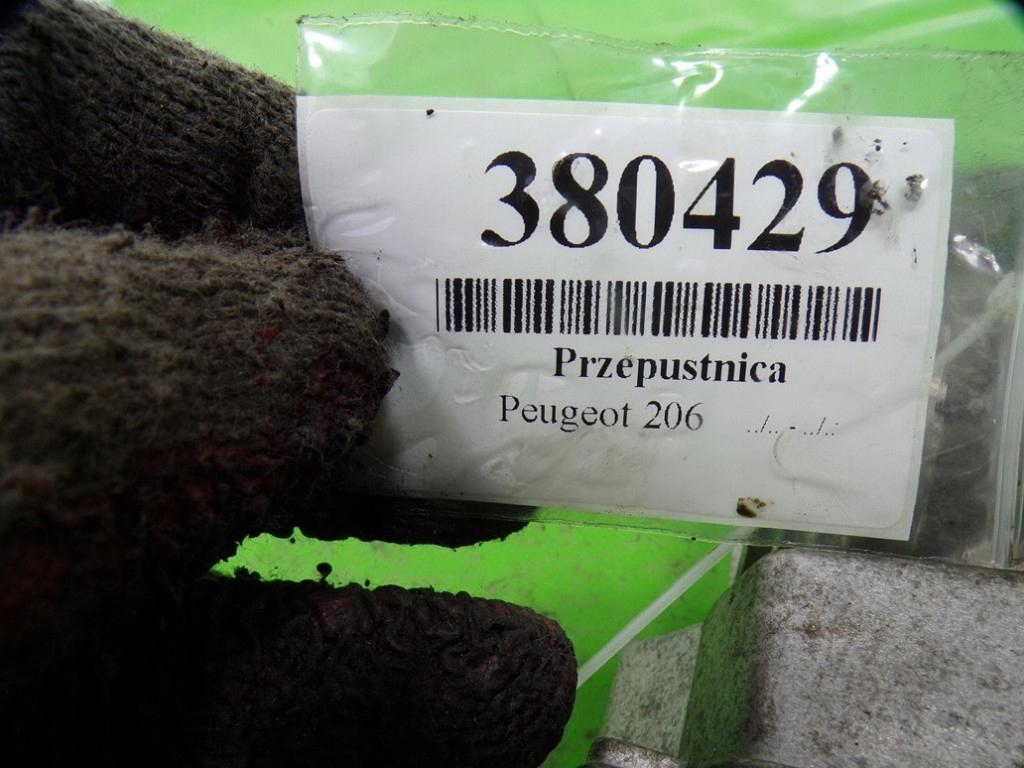 380429
Przepustnica
Peugeot 206 ../.. - ../..